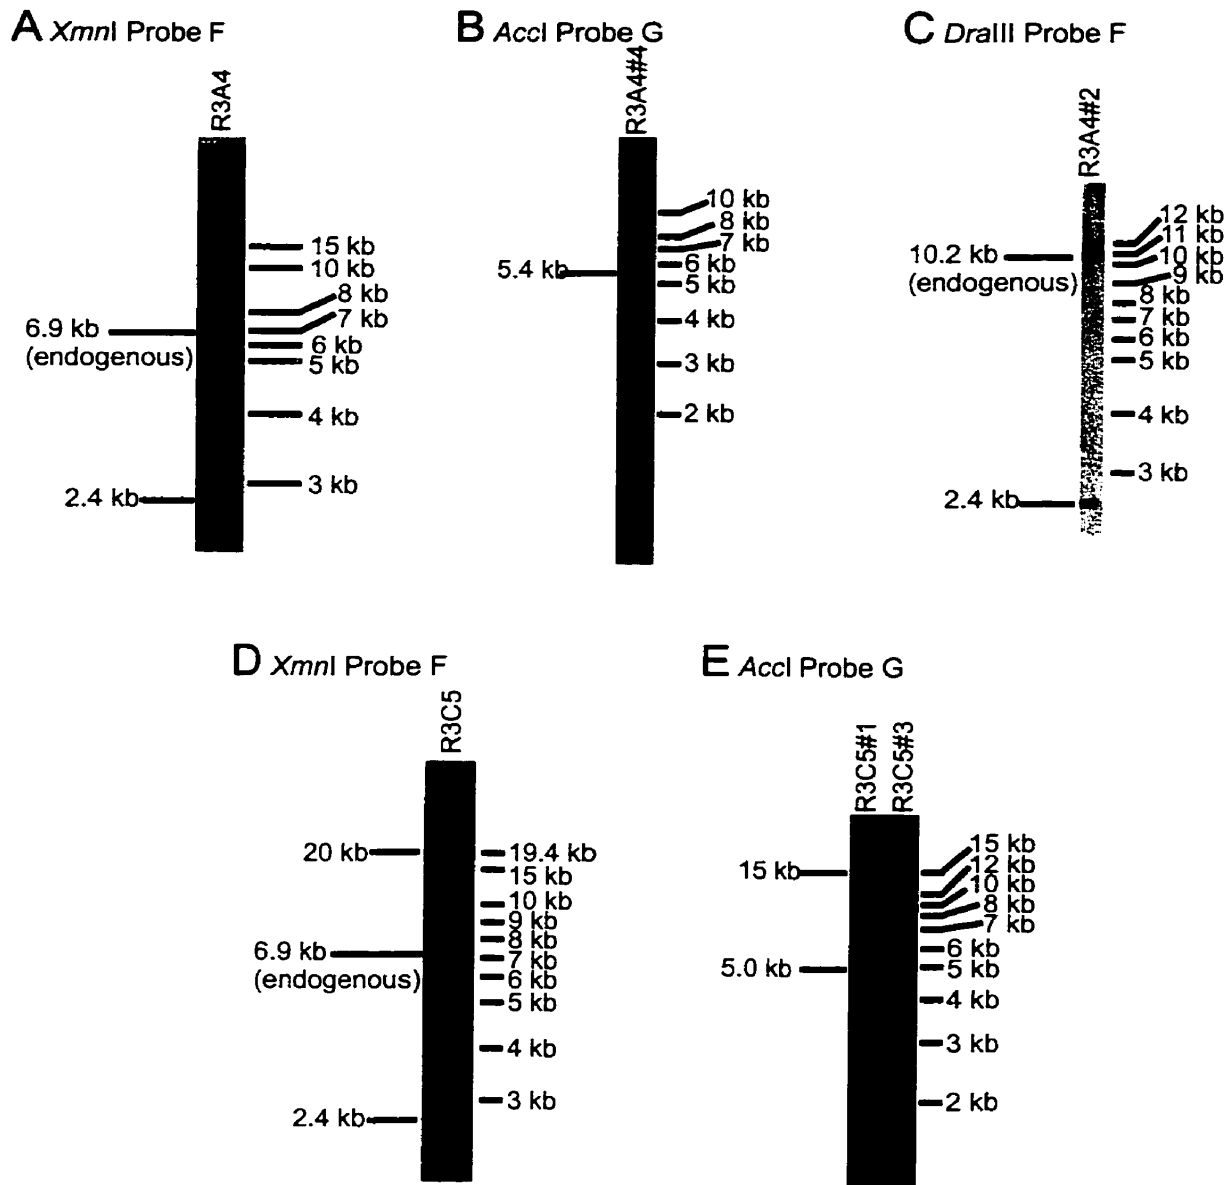 A XmnI Probe F
R3A4
15 kb
10 kb
8 kb
7 kb
6 kb
5 kb
4 kb
3 kb
6.9 kb
(endogenous)
2.4 kb
B AccI Probe G
R3A4#4
10 kb
8 kb
7 kb
6 kb
5 kb
4 kb
3 kb
2 kb
5.4 kb
C DraIII Probe F
R3A4#2
12 kb
11 kb
10 kb
9 kb
8 kb
7 kb
6 kb
5 kb
4 kb
3 kb
10.2 kb
(endogenous)
2.4 kb
D XmnI Probe F
R3C5
20 kb
6.9 kb
(endogenous)
2.4 kb
19.4 kb
15 kb
10 kb
9 kb
8 kb
7 kb
6 kb
5 kb
4 kb
3 kb
E AccI Probe G
R3C5#1
R3C5#3
15 kb
5.0 kb
15 kb
12 kb
10 kb
8 kb
7 kb
6 kb
5 kb
4 kb
3 kb
2 kb